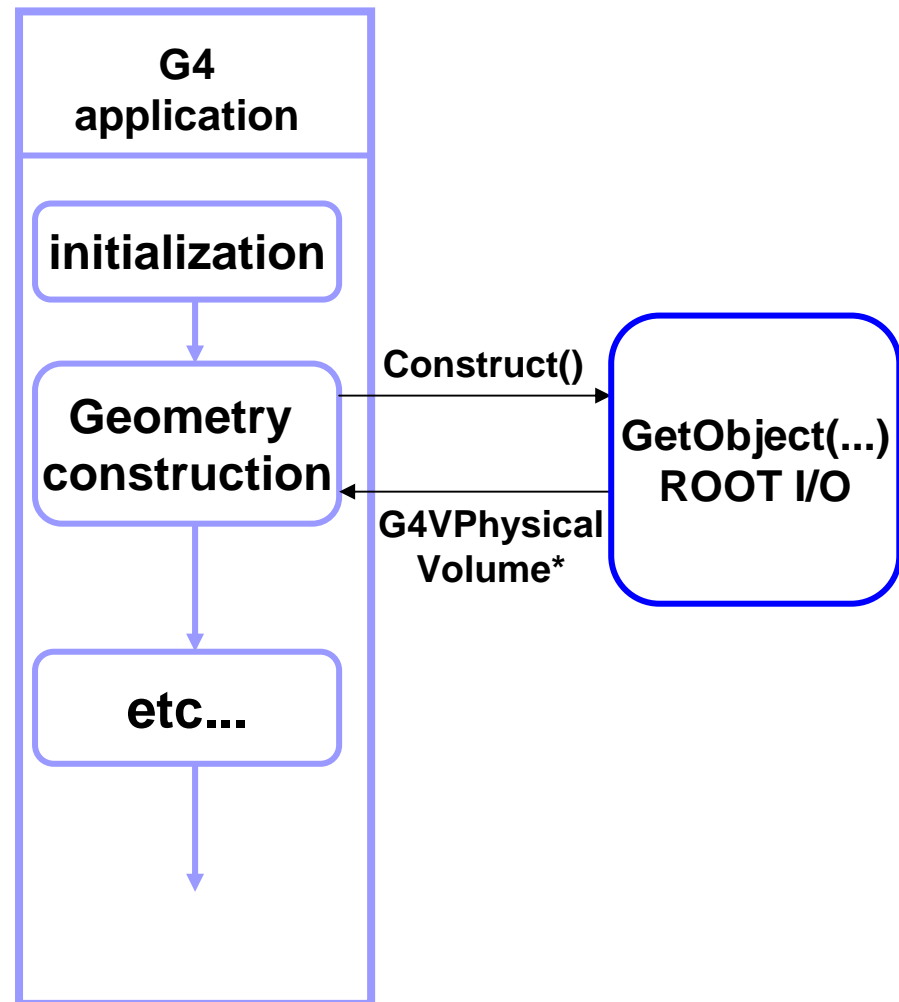 G4
application
initialization
Geometry
construction
Construct()
G4VPhysical
Volume*
GetObject(...)
ROOT I/O
etc...